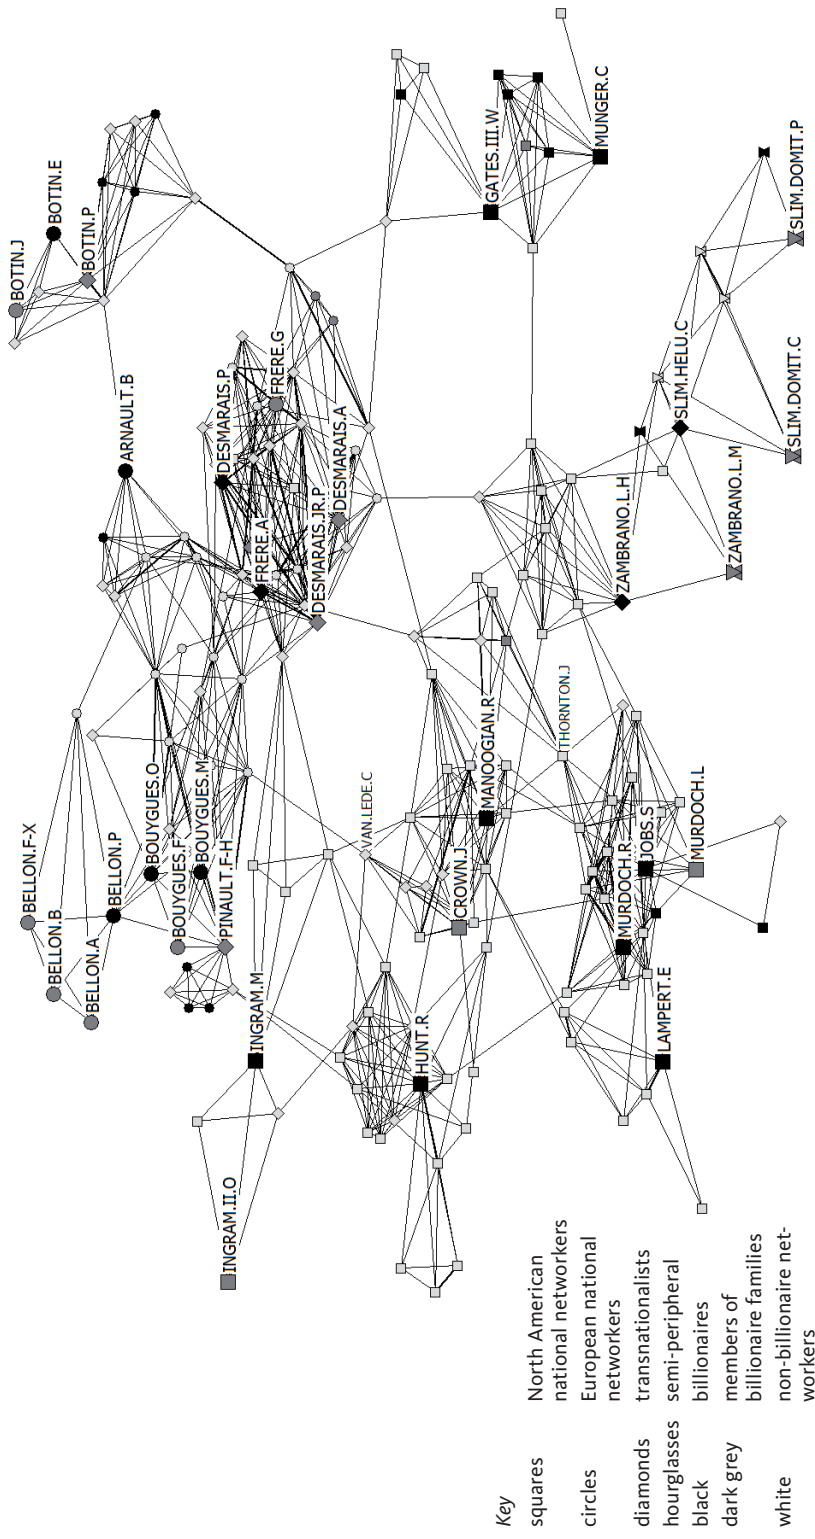 BOTIN.J
BELLON.F-X
BELLON.B
BOTIN.E
BELLON.A
BOTIN.P
BELLON.P
ARNAULT.B
BOUYGUES.O
BOUYGUES.F
BOUYGUES.M
DESMARAIS.P
PINAULT.F-H
INGRAM.II.O
INGRAM.M
FRERE.A
FRERE.G
DESMARAIS.JR.P
DESMARAIS.A
VAN.LEDE.C
HUNT.R
CROWN.J
MANOOGIAN.R
GATES.III.W
THORNTON.J
MUNGER.C
MURDOCH.R
ZAMBRANO.L.H
JOBS.S
LAMPERT.E
SLIM.HELU.C
MURDOCH.L
ZAMBRANO.L.M
SLIM.DOMIT.C
SLIM.DOMIT.P
Key
squares North American
national networkers
circles European national
networkers
diamonds transnationalists
hourglasses semi-peripheral
black billionaires
dark grey members of
billionaire families
white non-billionaire net-
workers